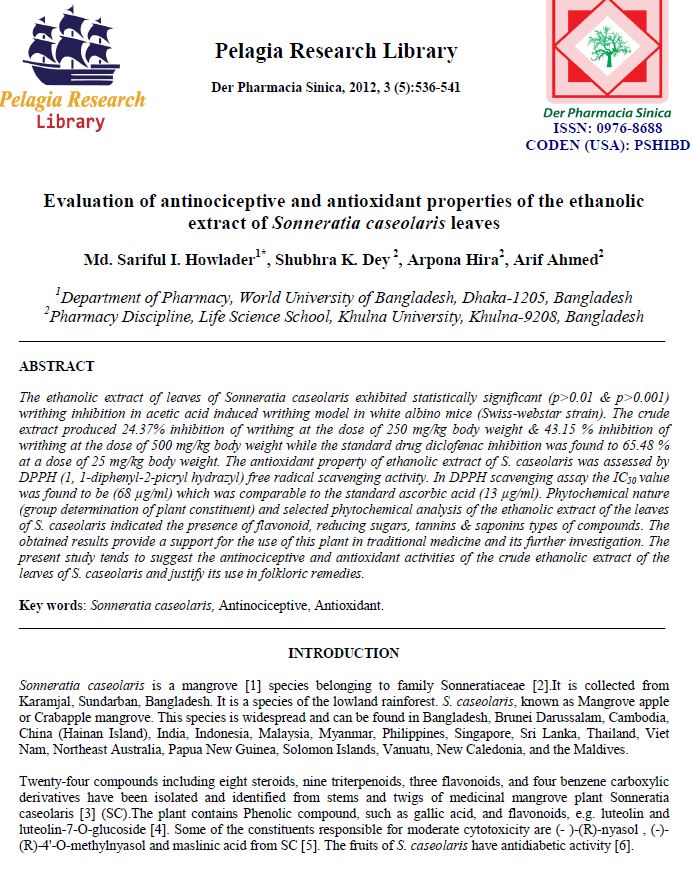 Pelagia Research
Library
Pelagia Research Library
Der Pharmacia Sinica, 2012, 3 (5):536-541
Der Pharmacia Sinica
ISSN: 0976-8688
CODEN (USA): PSHIBD
Evaluation of antinociceptive and antioxidant properties of the ethanolic
extract of Sonneratia caseolaris leaves
Md. Sariful I. Howlader1*, Shubhra K. Dey 2, Arpona Hira2, Arif Ahmed2
1Department of Pharmacy, World University of Bangladesh, Dhaka-1205, Bangladesh
2Pharmacy Discipline, Life Science School, Khulna University, Khulna-9208, Bangladesh
ABSTRACT
The ethanolic extract of leaves of Sonneratia caseolaris exhibited statistically significant (p>0.01 & p>0.001)
writhing inhibition in acetic acid induced writhing model in white albino mice (Swiss-webstar strain). The crude
extract produced 24.37% inhibition of writhing at the dose of 250 mg/kg body weight & 43.15 % inhibition of
writhing at the dose of 500 mg/kg body weight while the standard drug diclofenac inhibition was found to 65.48 %
at a dose of 25 mg/kg body weight. The antioxidant property of ethanolic extract of S. caseolaris was assessed by
DPPH (1, 1-diphenyl-2-picryl hydrazyl) free radical scavenging activity. In DPPH scavenging assay the IC50 value
was found to be (68 µg/ml) which was comparable to the standard ascorbic acid (13 µg/ml). Phytochemical nature
(group determination of plant constituent) and selected phytochemical analysis of the ethanolic extract of the leaves
of S. caseolaris indicated the presence of flavonoid, reducing sugars, tannins & saponins types of compounds. The
obtained results provide a support for the use of this plant in traditional medicine and its further investigation. The
present study tends to suggest the antinociceptive and antioxidant activities of the crude ethanolic extract of the
leaves of S. caseolaris and justify its use in folkloric remedies.
Key words: Sonneratia caseolaris, Antinociceptive, Antioxidant.
INTRODUCTION
Sonneratia caseolaris is a mangrove [1] species belonging to family Sonneratiaceae [2].It is collected from
Karamjal, Sundarban, Bangladesh. It is a species of the lowland rainforest. S. caseolaris, known as Mangrove apple
or Crabapple mangrove. This species is widespread and can be found in Bangladesh, Brunei Darussalam, Cambodia,
China (Hainan Island), India, Indonesia, Malaysia, Myanmar, Philippines, Singapore, Sri Lanka, Thailand, Viet
Nam, Northeast Australia, Papua New Guinea, Solomon Islands, Vanuatu, New Caledonia, and the Maldives.
Twenty-four compounds including eight steroids, nine triterpenoids, three flavonoids, and four benzene carboxylic
derivatives have been isolated and identified from stems and twigs of medicinal mangrove plant Sonneratia
caseolaris [3] (SC).The plant contains Phenolic compound, such as gallic acid, and flavonoids, e.g. luteolin and
luteolin-7-O-glucoside [4]. Some of the constituents responsible for moderate cytotoxicity are (- )-(R)-nyasol , (-)-
(R)-4'-O-methylnyasol and maslinic acid from SC [5]. The fruits of S. caseolaris have antidiabetic activity [6].